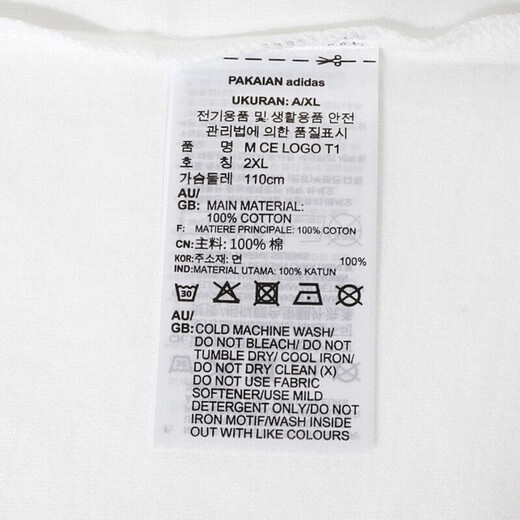 PAKAIAN adidas
UKURAN: A/XL
전기용품 및 생활용품 안전
관리법에 의한 품질표시
품 명 M CE LOGO T1
호 칭 2XL
가슴둘레 110cm
AU/
GB: MAIN MATERIAL:
100% COTTON
F: MATIERE PRINCIPALE: 100% COTON
CN: 主料: 100% 棉
KOR: 주소재: 면 100%
IND: MATERIAL UTAMA: 100% KATUN
30
AU/
GB: COLD MACHINE WASH/
DO NOT BLEACH/ DO NOT
TUMBLE DRY/ COOL IRON/
DO NOT DRY CLEAN (X)
DO NOT USE FABRIC
SOFTENER/USE MILD
DETERGENT ONLY/DO NOT
IRON MOTIF/WASH INSIDE
OUT WITH LIKE COLOURS